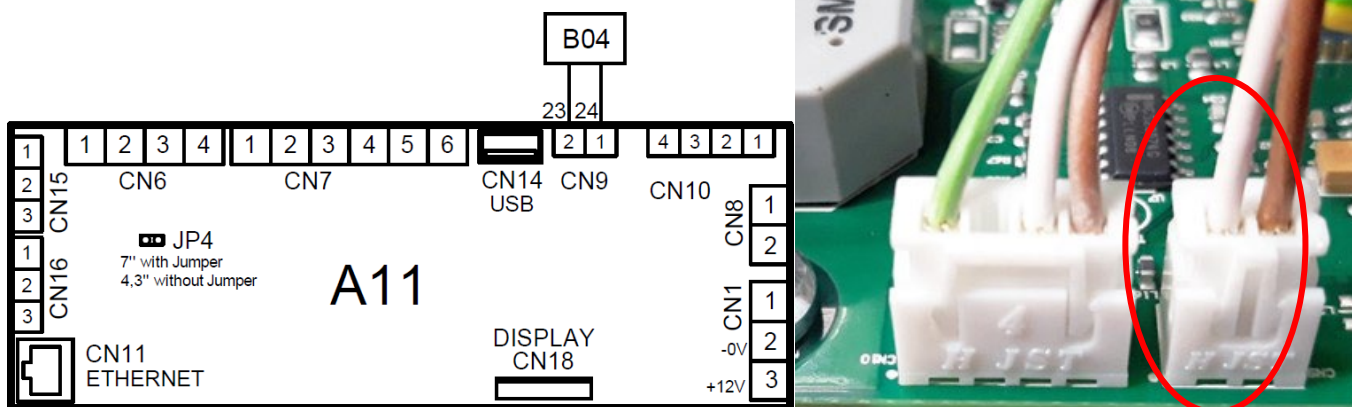 B04
23 24
1 2 3 4 1 2 3 4 5 6 2 1 4 3 2 1
1
2
3
CN15
CN6
CN7
CN14
USB
CN9
CN10
1
2
CN8
JP4
7" with Jumper
4,3" without Jumper
1
2
3
CN16
A11
1
2
3
CN1
-0V
+12V
CN11
ETHERNET
DISPLAY
CN18
SM
4
H JST
H JST